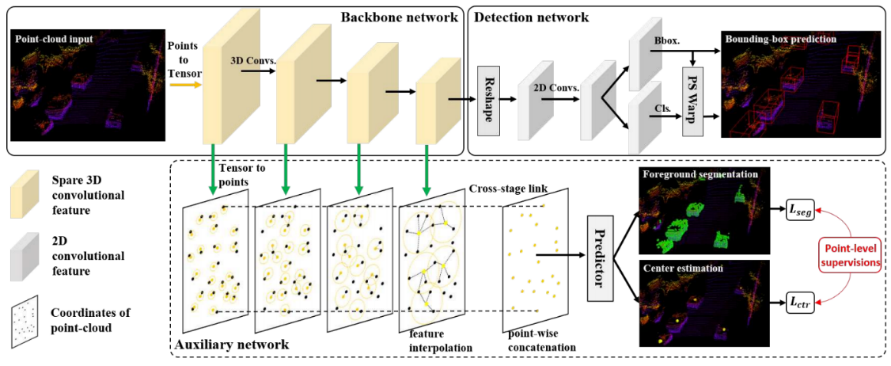 Backbone network
Detection network
Point-cloud input
Points
to
Tensor
3D Convs.
Reshape
2D Convs.
Bbox.
Cls.
PS Warp
Bounding-box prediction
Spare 3D
convolutional
feature
2D
convolutional
feature
Coordinates of
point-cloud
Tensor to
points
Cross-stage link
feature
interpolation
point-wise
concatenation
Auxiliary network
Predictor
Foreground segmentation
Center estimation
L_seg
L_ctr
Point-level
supervisions